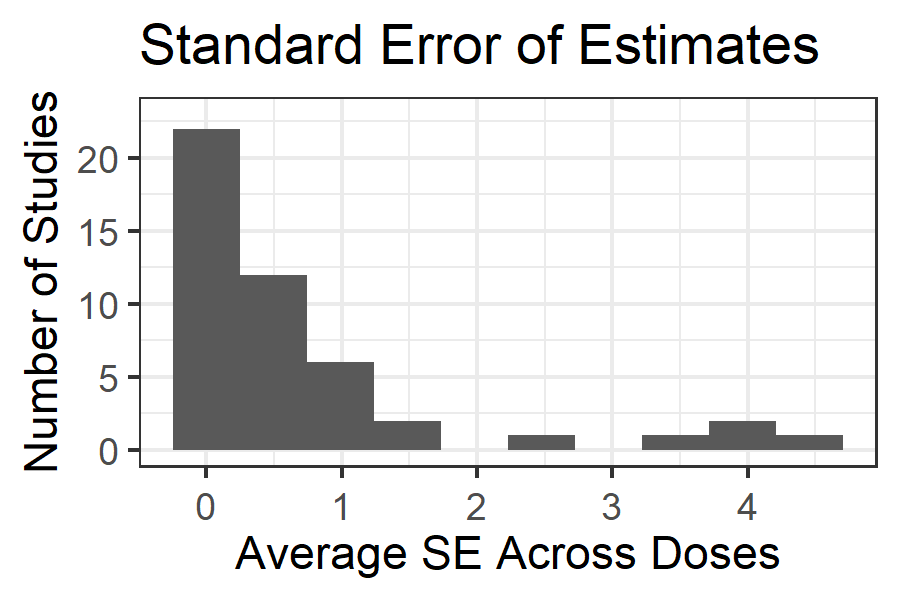 Standard Error of Estimates
Number of Studies
20
15
10
5
0
0 1 2 3 4
Average SE Across Doses